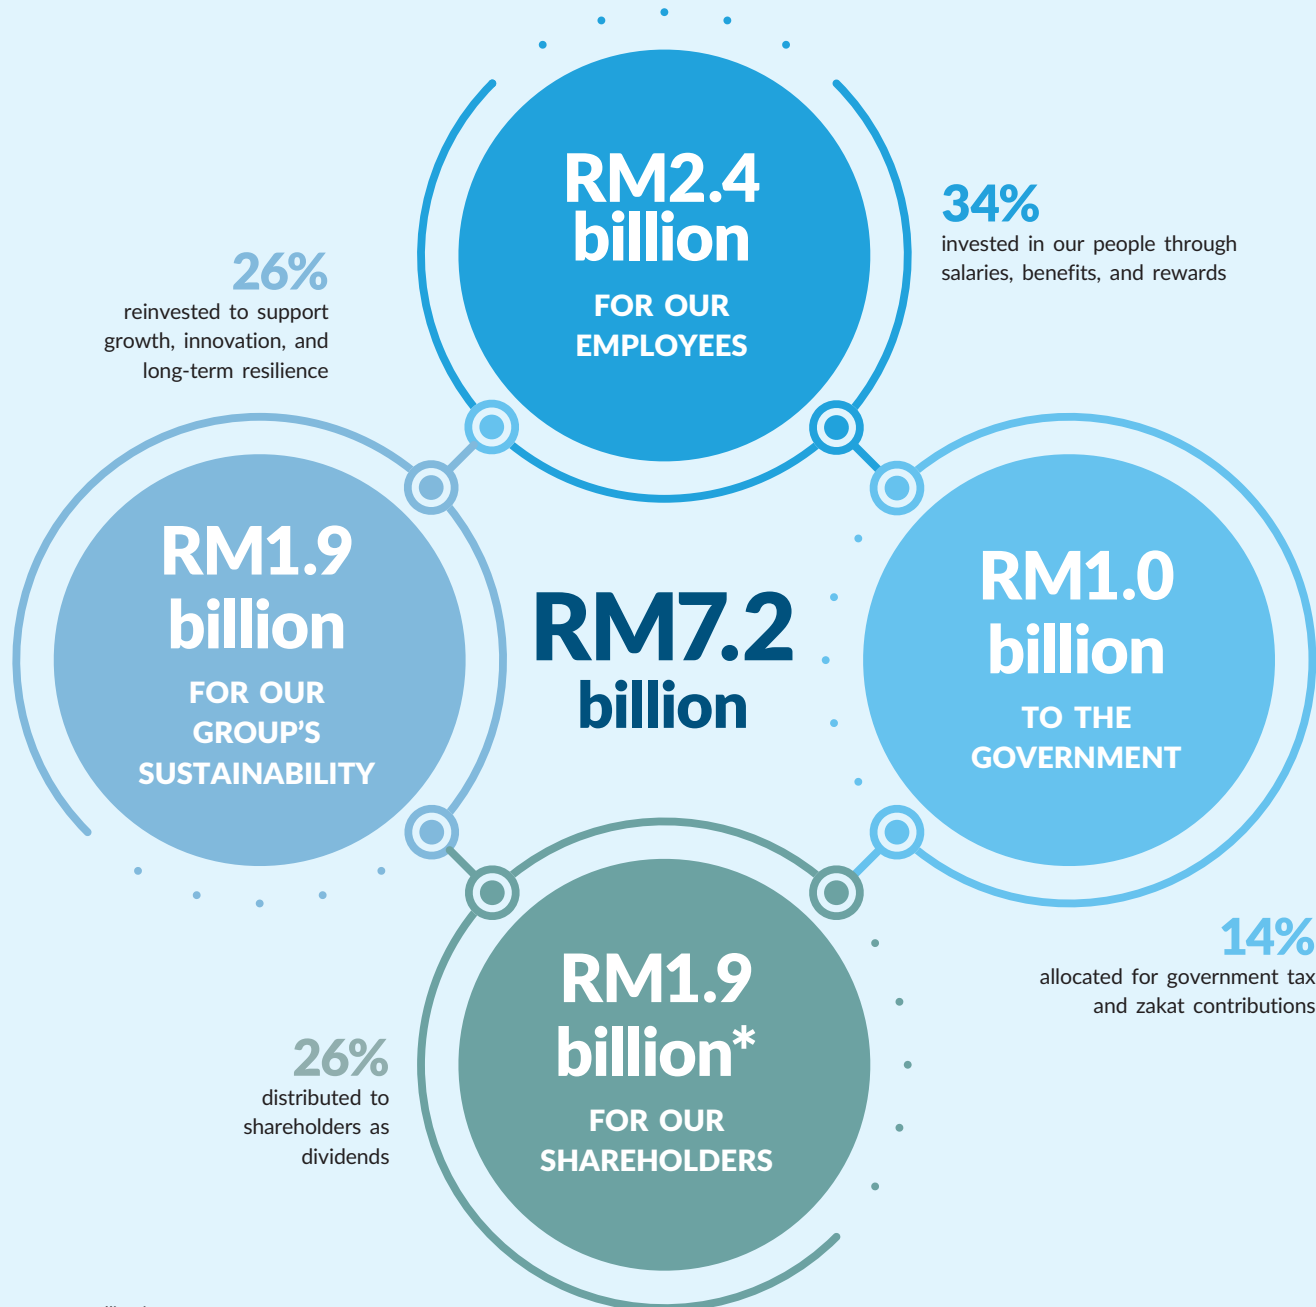 RM2.4
billion
FOR OUR
EMPLOYEES
34%
invested in our people through
salaries, benefits, and rewards
26%
reinvested to support
growth, innovation, and
long-term resilience
RM1.9
billion
FOR OUR
GROUP'S
SUSTAINABILITY
RM7.2
billion
RM1.0
billion
TO THE
GOVERNMENT
14%
allocated for government tax
and zakat contributions
RM1.9
billion*
FOR OUR
SHAREHOLDERS
26%
distributed to
shareholders as
dividends